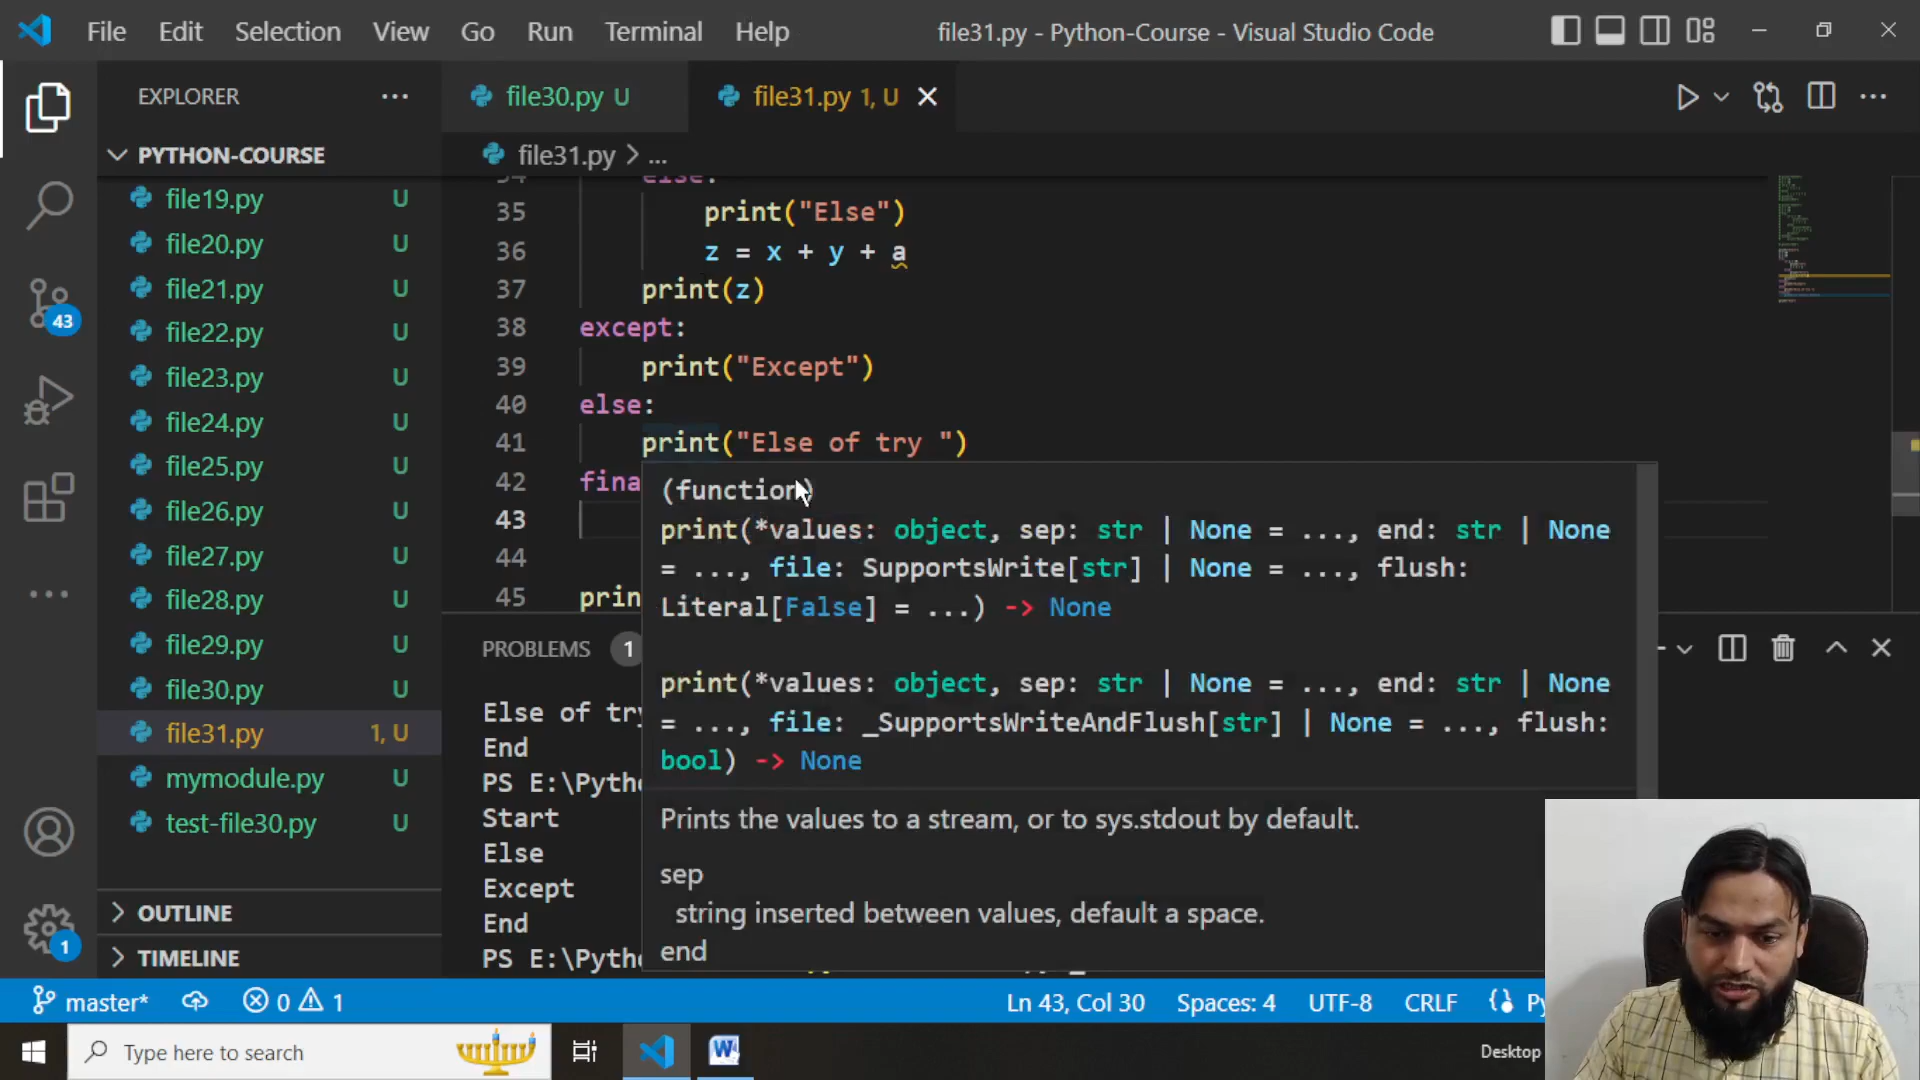 File Edit Selection View Go Run Terminal Help file31.py - Python-Course - Visual Studio Code
EXPLORER
file30.py U
file31.py 1, U
PYTHON-COURSE
file31.py > ...
file19.py U
file20.py U
file21.py U
file22.py U
file23.py U
file24.py U
file25.py U
file26.py U
file27.py U
file28.py U
file29.py U
file30.py U
file31.py 1, U
mymodule.py U
test-file30.py U
OUTLINE
TIMELINE
43
1
34 else:
35 print("Else")
36 z = x + y + a
37 print(z)
38 except:
39 print("Except")
40 else:
41 print("Else of try ")
42 fina
43
44
45 prin
(function)
print(*values: object, sep: str | None = ..., end: str | None
= ..., file: SupportsWrite[str] | None = ..., flush:
Literal[False] = ...) -> None
print(*values: object, sep: str | None = ..., end: str | None
= ..., file: _SupportsWriteAndFlush[str] | None = ..., flush:
bool) -> None
Prints the values to a stream, or to sys.stdout by default.
sep
string inserted between values, default a space.
end
PROBLEMS 1
Else of try
End
PS E:\Pytho
Start
Else
Except
End
PS E:\Pytho
master* 0 1 Ln 43, Col 30 Spaces: 4 UTF-8 CRLF Py
Type here to search
Desktop